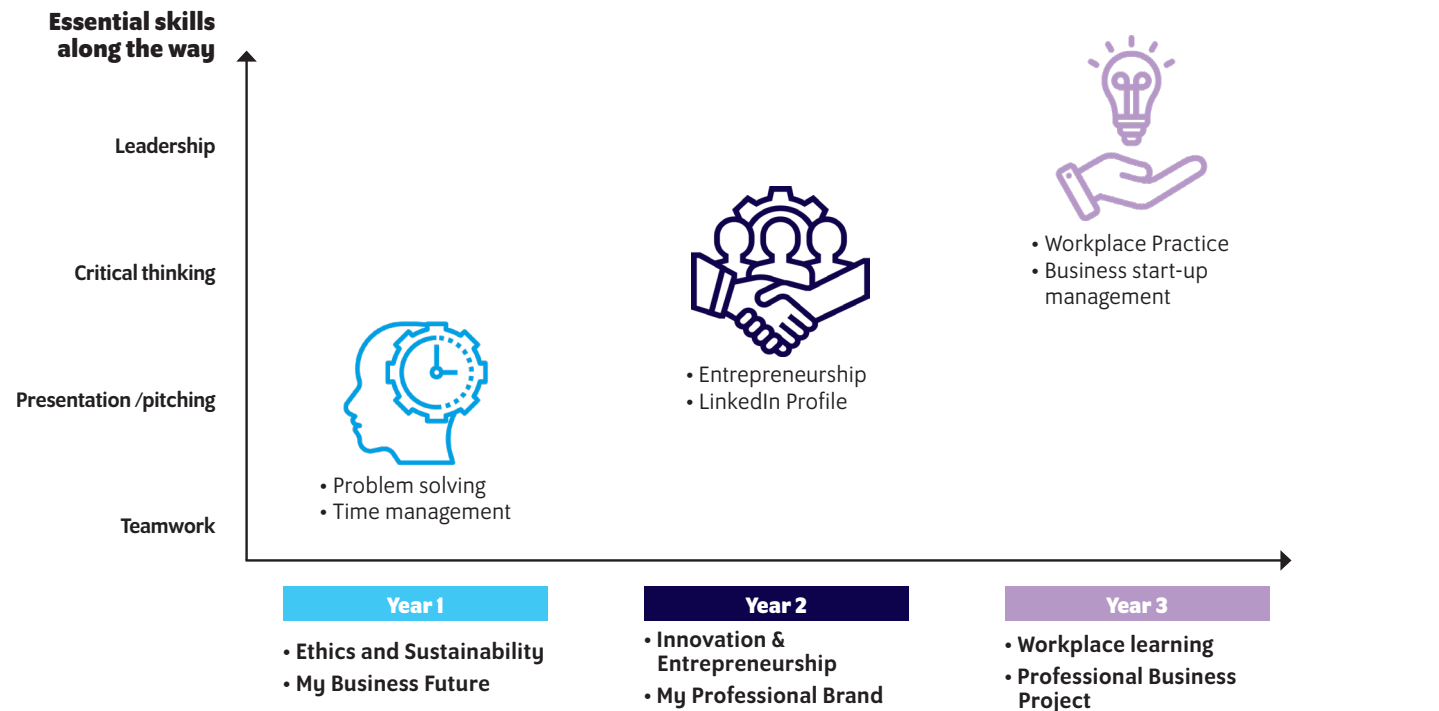 Essential skills
along the way
Leadership
Critical thinking
Presentation /pitching
Teamwork
• Problem solving
• Time management
• Entrepreneurship
• LinkedIn Profile
• Workplace Practice
• Business start-up
management
Year 1
• Ethics and Sustainability
• My Business Future
Year 2
• Innovation &
Entrepreneurship
• My Professional Brand
Year 3
• Workplace learning
• Professional Business
Project